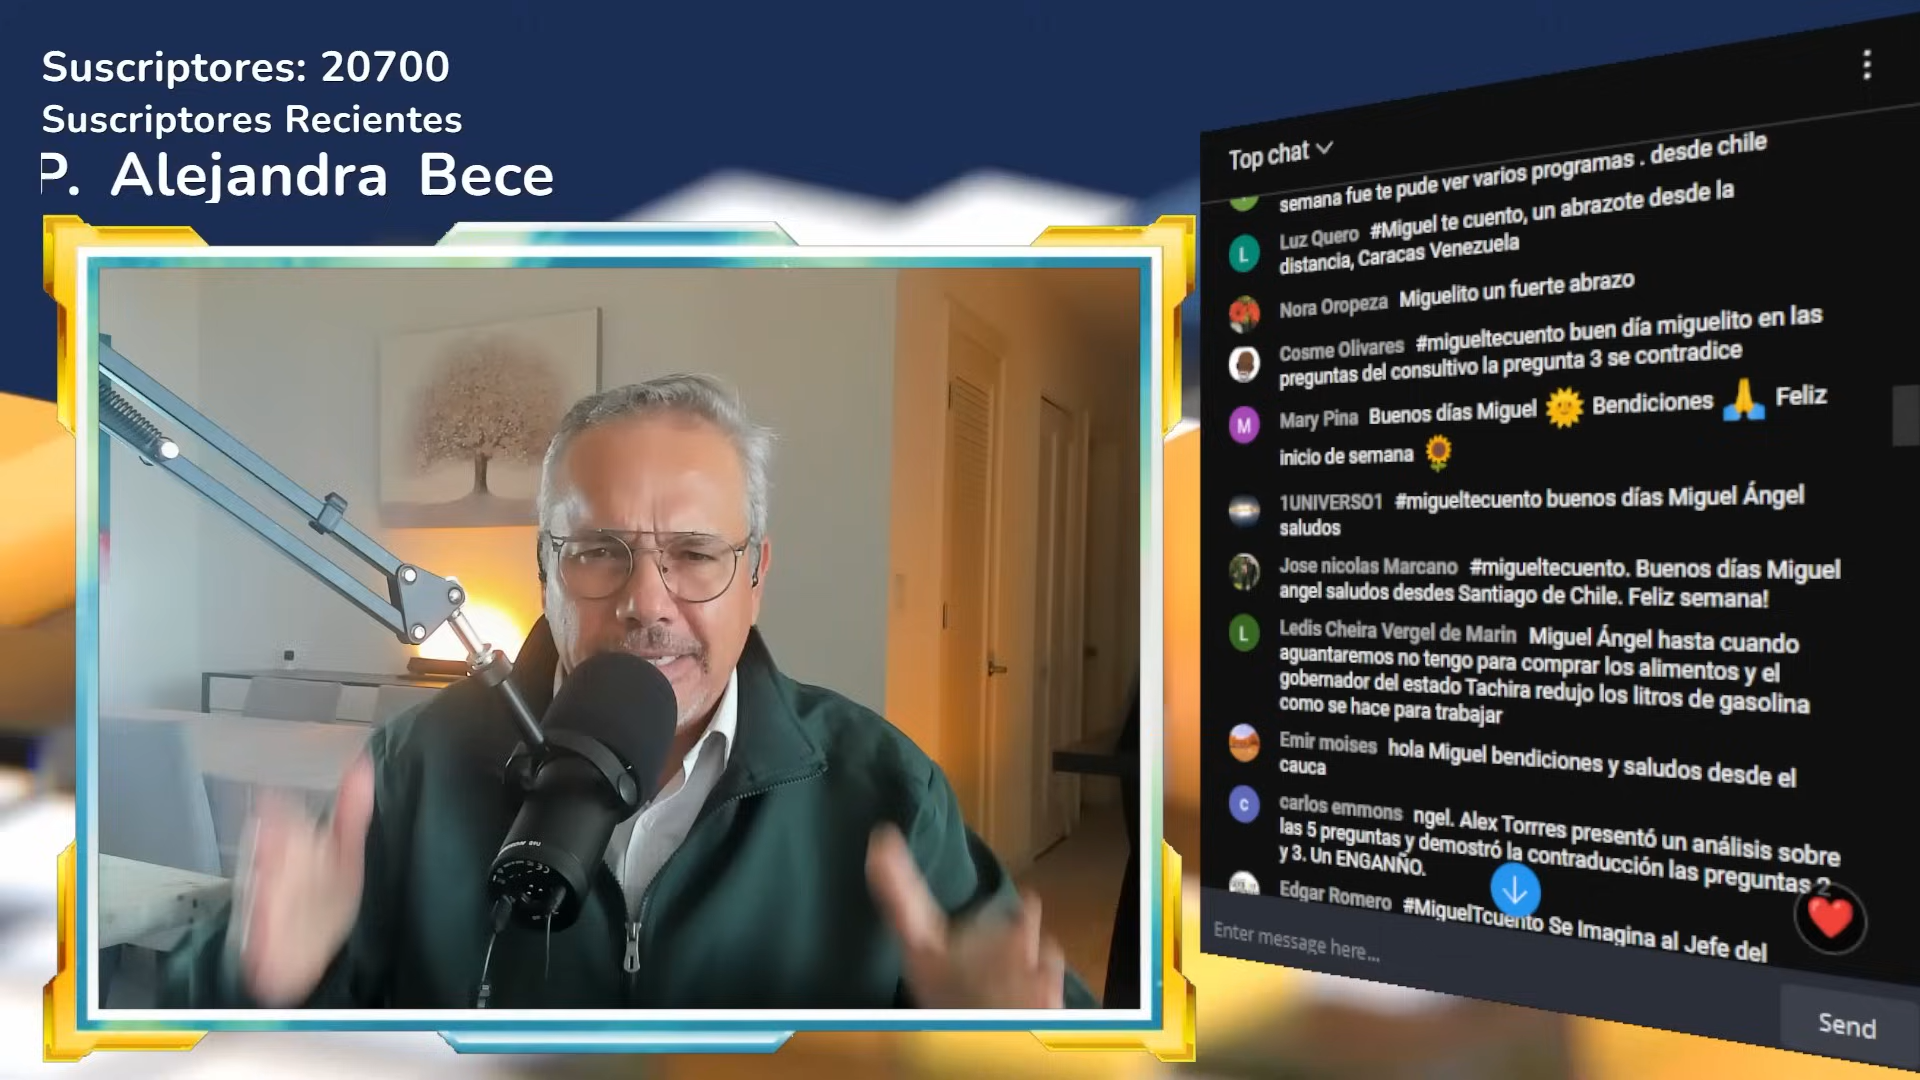 Suscriptores: 20700
Suscriptores Recientes
P. Alejandra Bece
Top chat
semana fue te pude ver varios programas . desde chile
L Luz Quero #Miguel te cuento, un abrazote desde la
distancia, Caracas Venezuela
Nora Oropeza Miguelito un fuerte abrazo
Cosme Olivares #migueltecuento buen día miguelito en las
preguntas del consultivo la pregunta 3 se contradice
M Mary Pina Buenos días Miguel 🌞 Bendiciones 🙏 Feliz
inicio de semana 🌻
1UNIVERSO1 #migueltecuento buenos días Miguel Ángel
saludos
Jose nicolas Marcano #migueltecuento. Buenos días Miguel
angel saludos desdes Santiago de Chile. Feliz semana!
L Ledis Cheira Vergel de Marin Miguel Ángel hasta cuando
aguantaremos no tengo para comprar los alimentos y el
gobernador del estado Tachira redujo los litros de gasolina
como se hace para trabajar
Emir moises hola Miguel bendiciones y saludos desde el
cauca
c carlos emmons ngel. Alex Torrres presentó un análisis sobre
las 5 preguntas y demostró la contraducción las preguntas 2
y 3. Un ENGANÑO.
Edgar Romero #MiguelTcuento Se Imagina al Jefe del
Enter message here...
Send